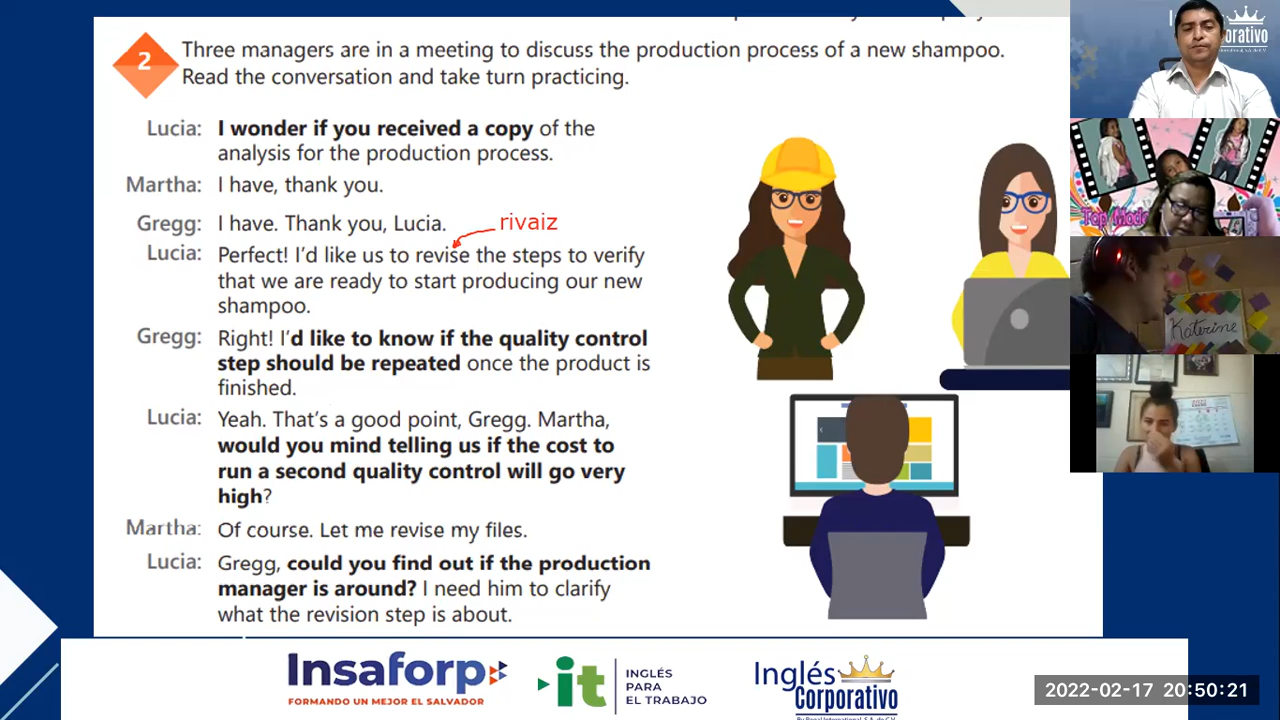 2
Three managers are in a meeting to discuss the production process of a new shampoo.
Read the conversation and take turn practicing.
Lucia: I wonder if you received a copy of the
analysis for the production process.
Martha: I have, thank you.
Gregg: I have. Thank you, Lucia.
rivaiz
Lucia: Perfect! I'd like us to revise the steps to verify
that we are ready to start producing our new
shampoo.
Gregg: Right! I'd like to know if the quality control
step should be repeated once the product is
finished.
Lucia: Yeah. That's a good point, Gregg. Martha,
would you mind telling us if the cost to
run a second quality control will go very
high?
Martha: Of course. Let me revise my files.
Lucia: Gregg, could you find out if the production
manager is around? I need him to clarify
what the revision step is about.
Katerine
Insaforp
FORMANDO UN MEJOR EL SALVADOR
it
INGLÉS
PARA
EL TRABAJO
Inglés
Corporativo
2022-02-17 20:50:21